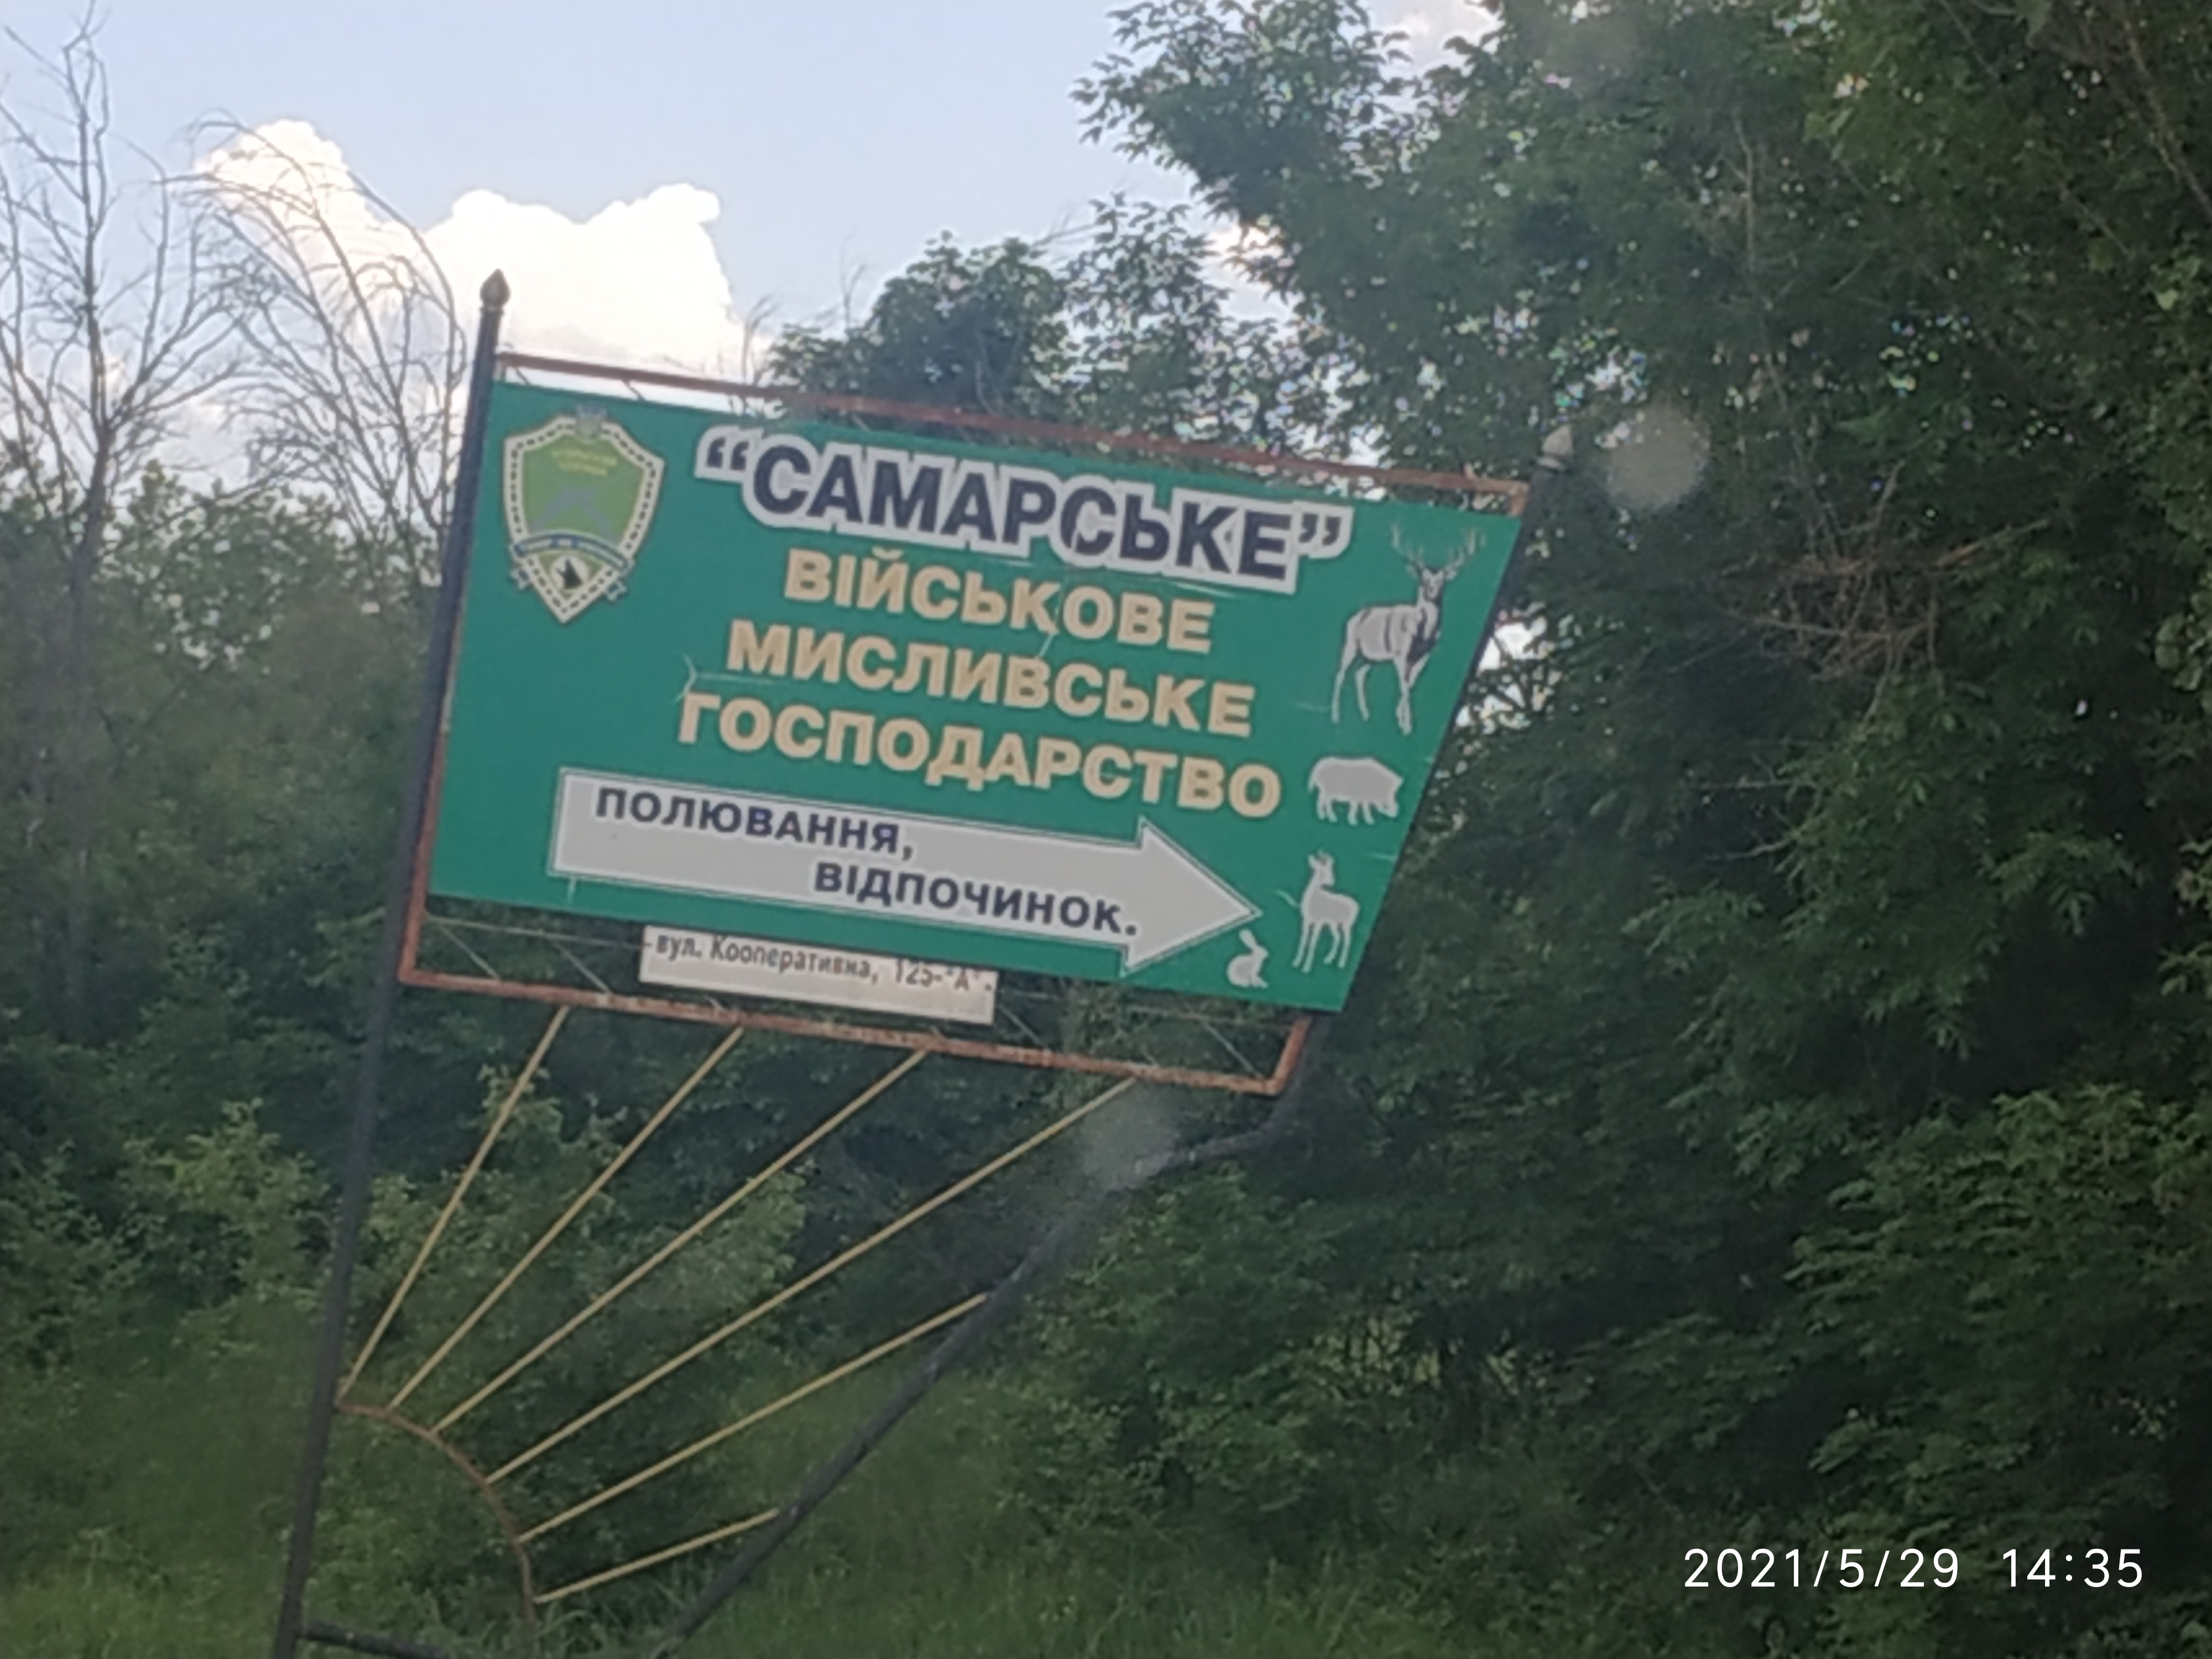 “САМАРСЬКЕ”
ВІЙСЬКОВЕ
МИСЛИВСЬКЕ
ГОСПОДАРСТВО
ПОЛЮВАННЯ,
ВІДПОЧИНОК.
вул. Кооперативна, 125-"А".
2021/5/29 14:35